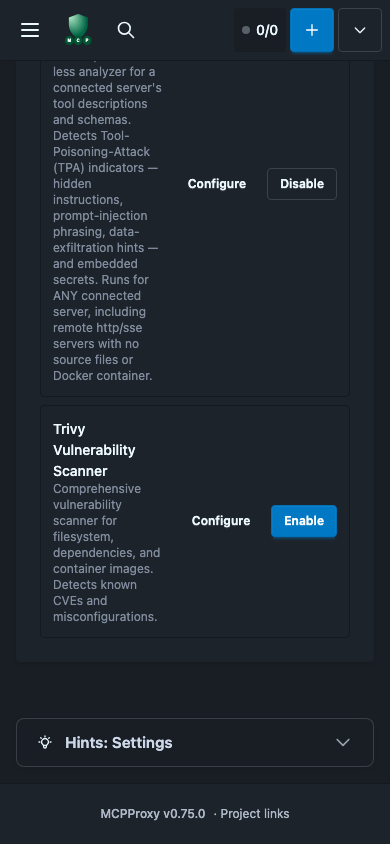 MCP
0/0
less analyzer for a
connected server's
tool descriptions
and schemas.
Detects Tool-
Poisoning-Attack
(TPA) indicators —
hidden
instructions,
prompt-injection
phrasing, data-
exfiltration hints —
and embedded
secrets. Runs for
ANY connected
server, including
remote http/sse
servers with no
source files or
Docker container.
Configure
Disable
Trivy
Vulnerability
Scanner
Comprehensive
vulnerability
scanner for
filesystem,
dependencies, and
container images.
Detects known
CVEs and
misconfigurations.
Configure
Enable
Hints: Settings
MCPProxy v0.75.0 · Project links